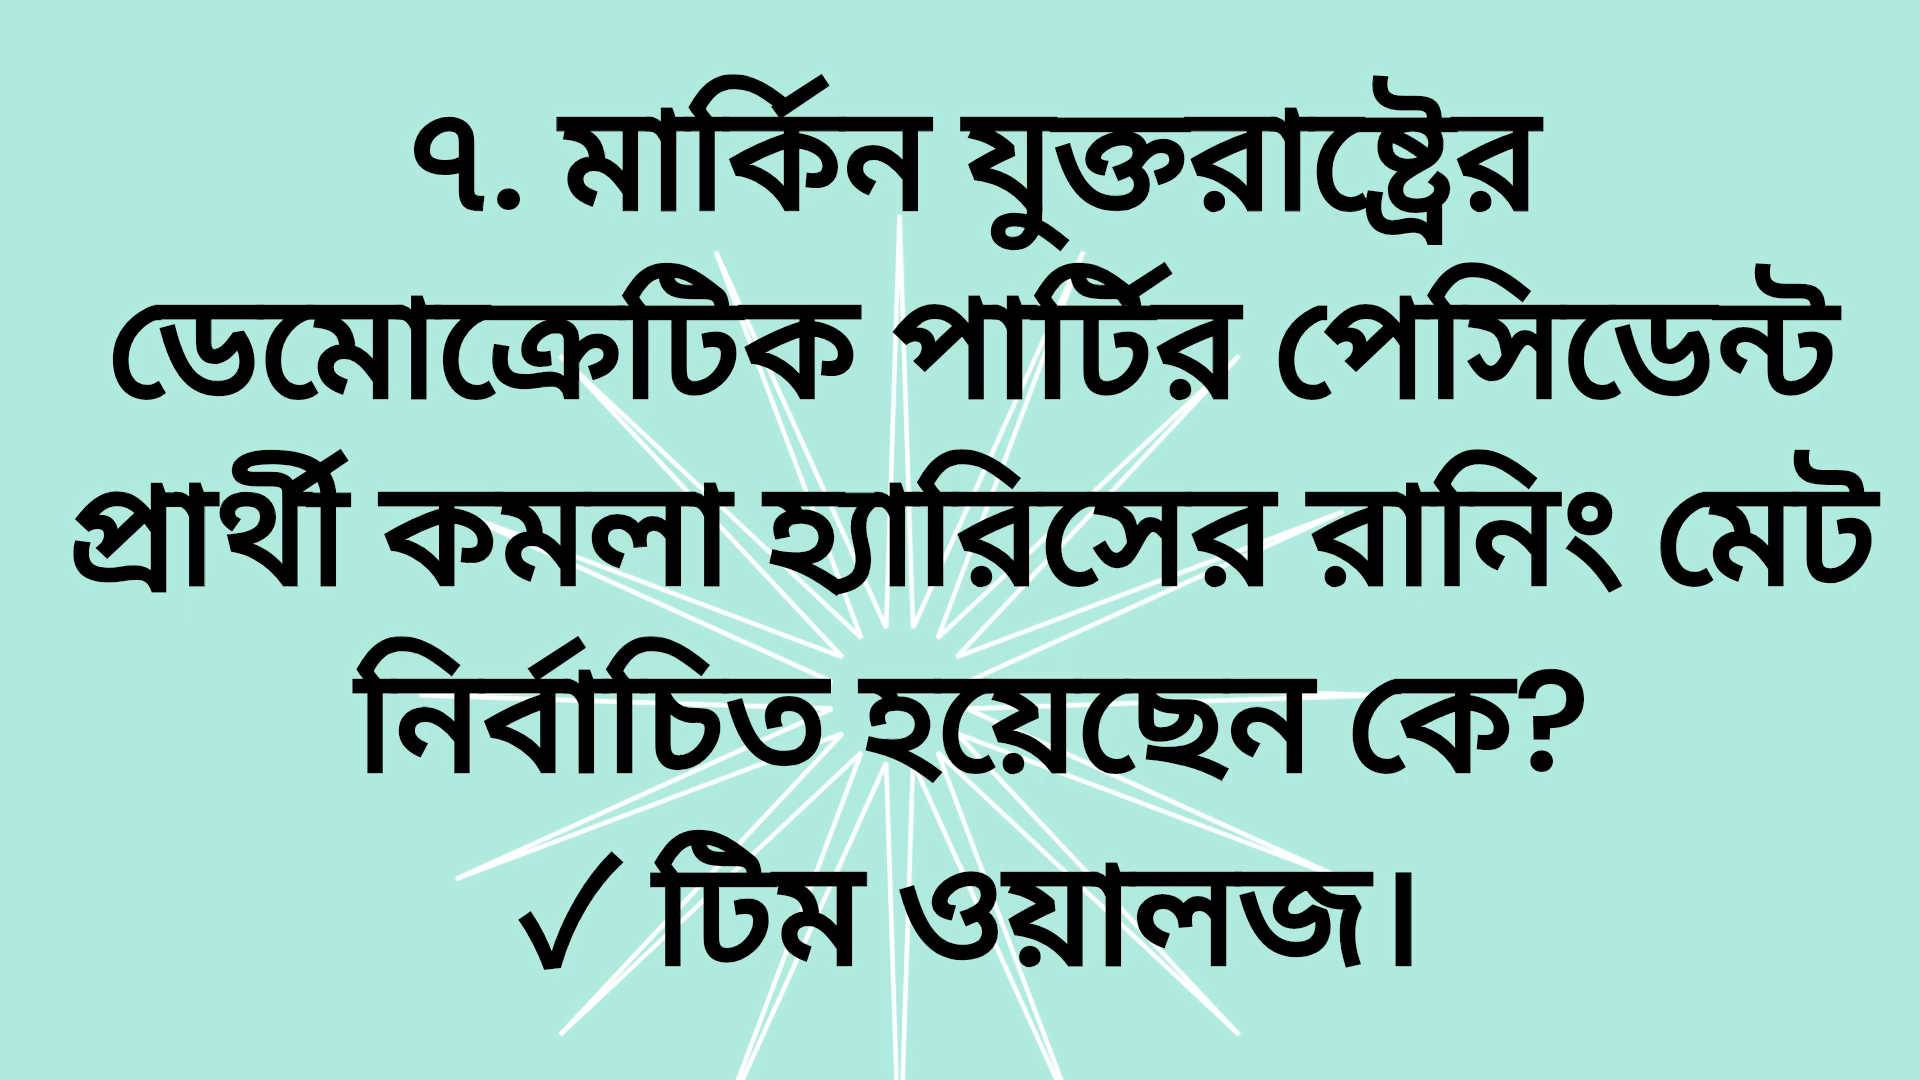 ৭. মার্কিন যুক্তরাষ্ট্রের
ডেমোক্রেটিক পার্টির পেসিডেন্ট
প্রার্থী কমলা হ্যারিসের রানিং মেট
নির্বাচিত হয়েছেন কে?
✓ টিম ওয়ালজ।